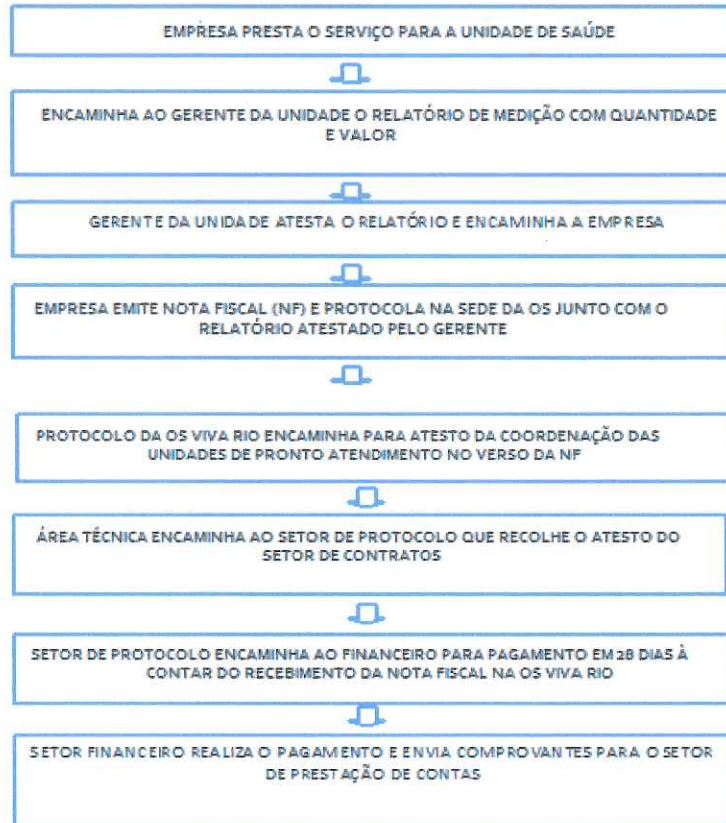 EMPRESA PRESTA O SERVIÇO PARA A UNIDADE DE SAÚDE
ENCAMINHA AO GERENTE DA UNIDADE O RELATÓRIO DE MEDIÇÃO COM QUANTIDADE
E VALOR
GERENTE DA UNIDADE ATESTA O RELATÓRIO E ENCAMINHA A EMPRESA
EMPRESA EMITE NOTA FISCAL (NF) E PROTOCOLA NA SEDE DA OS JUNTO COM O
RELATÓRIO ATESTADO PELO GERENTE
PROTOCOLO DA OS VIVA RIO ENCAMINHA PARA ATESTO DA COORDENAÇÃO DAS
UNIDADES DE PRONTO ATENDIMENTO NO VERSO DA NF
ÁREA TÉCNICA ENCAMINHA AO SETOR DE PROTOCOLO QUE RECOLHE O ATESTO DO
SETOR DE CONTRATOS
SETOR DE PROTOCOLO ENCAMINHA AO FINANCEIRO PARA PAGAMENTO EM 28 DIAS À
CONTAR DO RECEBIMENTO DA NOTA FISCAL NA OS VIVA RIO
SETOR FINANCEIRO REALIZA O PAGAMENTO E ENVIA COMPROVANTES PARA O SETOR
DE PRESTAÇÃO DE CONTAS